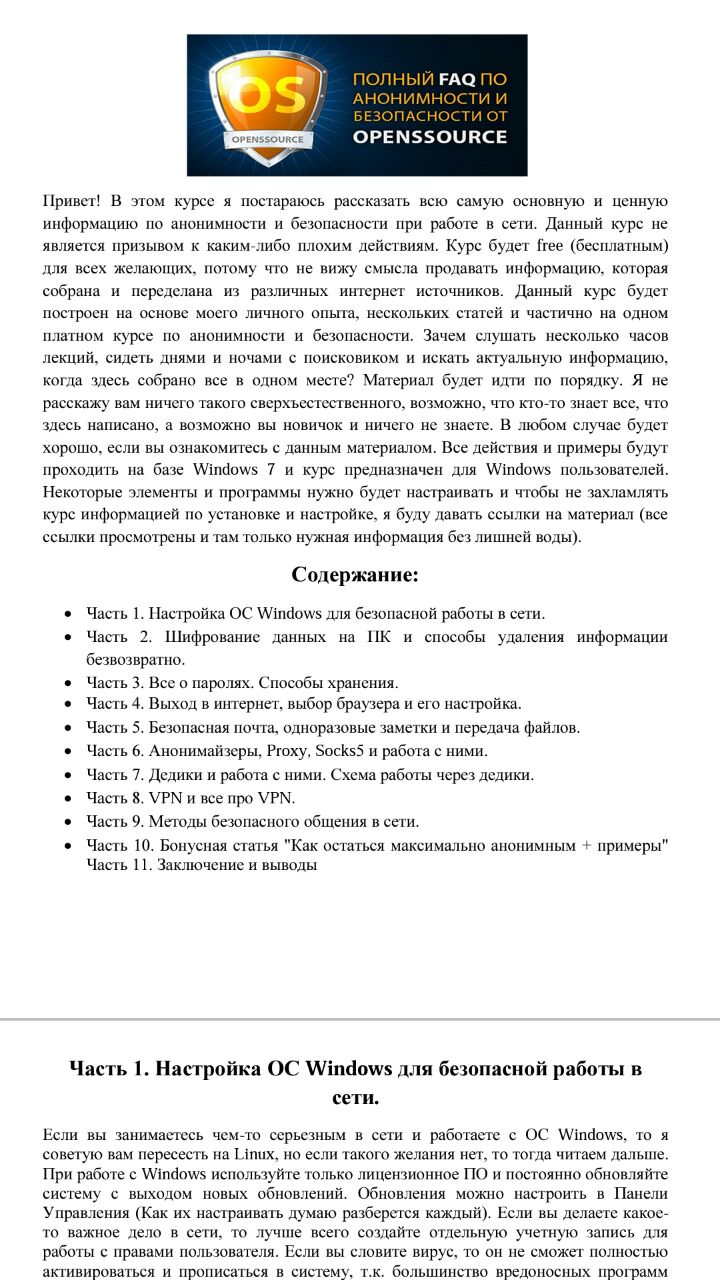 OS
OPENSSOURCE
ПОЛНЫЙ FAQ ПО
АНОНИМНОСТИ И
БЕЗОПАСНОСТИ ОТ
OPENSSOURCE
Привет! В этом курсе я постараюсь рассказать всю самую основную и ценную
информацию по анонимности и безопасности при работе в сети. Данный курс не
является призывом к каким-либо плохим действиям. Курс будет free (бесплатным)
для всех желающих, потому что не вижу смысла продавать информацию, которая
собрана и переделана из различных интернет источников. Данный курс будет
построен на основе моего личного опыта, нескольких статей и частично на одном
платном курсе по анонимности и безопасности. Зачем слушать несколько часов
лекций, сидеть днями и ночами с поисковиком и искать актуальную информацию,
когда здесь собрано все в одном месте? Материал будет идти по порядку. Я не
расскажу вам ничего такого сверхъестественного, возможно, что кто-то знает все, что
здесь написано, а возможно вы новичок и ничего не знаете. В любом случае будет
хорошо, если вы ознакомитесь с данным материалом. Все действия и примеры будут
проходить на базе Windows 7 и курс предназначен для Windows пользователей.
Некоторые элементы и программы нужно будет настраивать и чтобы не захламлять
курс информацией по установке и настройке, я буду давать ссылки на материал (все
ссылки просмотрены и там только нужная информация без лишней воды).
Содержание:
• Часть 1. Настройка ОС Windows для безопасной работы в сети.
• Часть 2. Шифрование данных на ПК и способы удаления информации
безвозвратно.
• Часть 3. Все о паролях. Способы хранения.
• Часть 4. Выход в интернет, выбор браузера и его настройка.
• Часть 5. Безопасная почта, одноразовые заметки и передача файлов.
• Часть 6. Анонимайзеры, Proxy, Socks5 и работа с ними.
• Часть 7. Дедики и работа с ними. Схема работы через дедики.
• Часть 8. VPN и все про VPN.
• Часть 9. Методы безопасного общения в сети.
• Часть 10. Бонусная статья "Как остаться максимально анонимным + примеры"
Часть 11. Заключение и выводы
Часть 1. Настройка ОС Windows для безопасной работы в
сети.
Если вы занимаетесь чем-то серьезным в сети и работаете с ОС Windows, то я
советую вам пересесть на Linux, но если такого желания нет, то тогда читаем дальше.
При работе с Windows используйте только лицензионное ПО и постоянно обновляйте
систему с выходом новых обновлений. Обновления можно настроить в Панели
Управления (Как их настраивать думаю разберется каждый). Если вы делаете какое-
то важное дело в сети, то лучше всего создайте отдельную учетную запись для
работы с правами пользователя. Если вы словите вирус, то он не сможет полностью
активироваться и прописаться в систему, т.к. большинство вредоносных программ